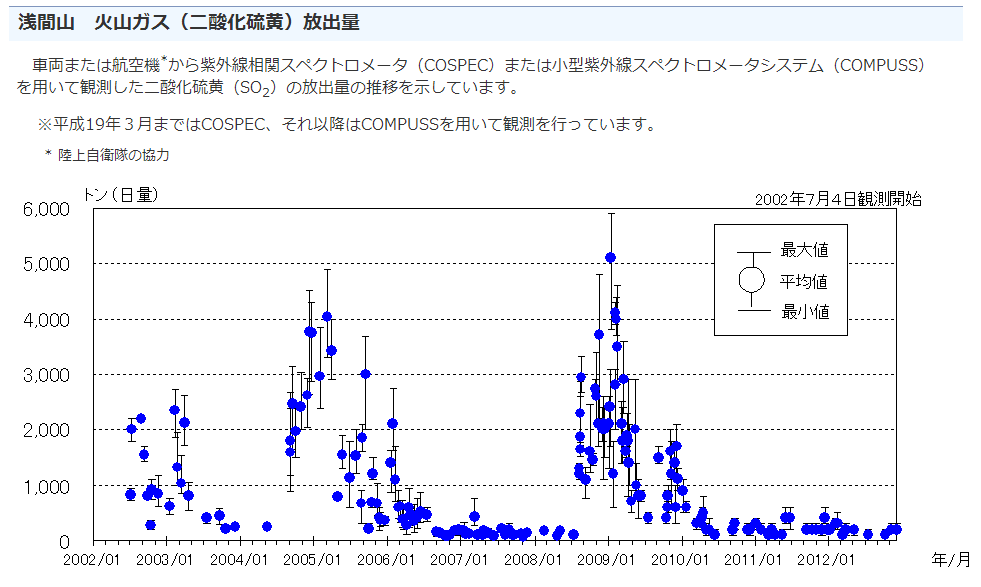 浅間山　火山ガス（二酸化硫黄）放出量
車両または航空機*から紫外線相関スペクトロメータ（COSPEC）または小型紫外線スペクトロメータシステム（COMPUSS）
を用いて観測した二酸化硫黄（SO2）の放出量の推移を示しています。
※平成19年３月まではCOSPEC、それ以降はCOMPUSSを用いて観測を行っています。
* 陸上自衛隊の協力
トン（日量）
2002年7月４日観測開始
6,000
5,000
4,000
3,000
2,000
1,000
0
最大値
平均値
最小値
2002/01 2003/01 2004/01 2005/01 2006/01 2007/01 2008/01 2009/01 2010/01 2011/01 2012/01
年/月